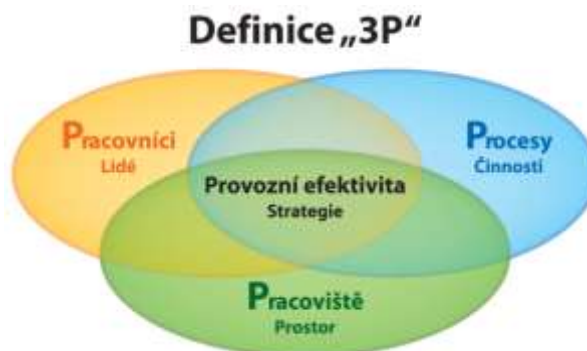 Definice „3P“
Pracovníci
Lidé
Procesy
Činnosti
Provozní efektivita
Strategie
Pracoviště
Prostor